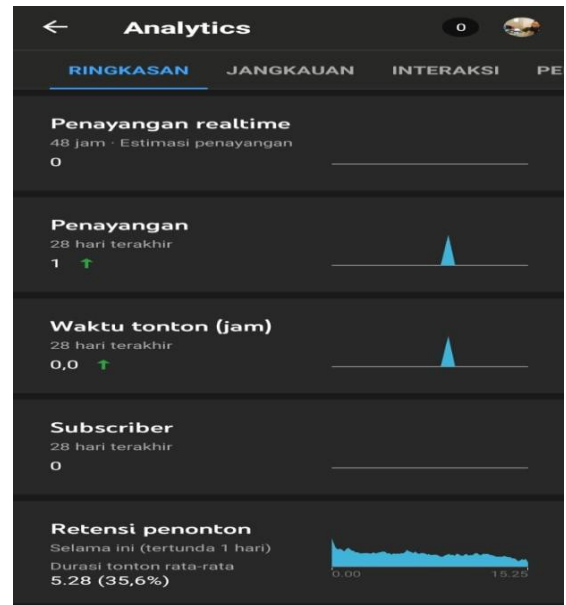 Analytics
0
RINGKASAN JANGKAUAN INTERAKSI PE
Penayangan realtime
48 jam · Estimasi penayangan
0
Penayangan
28 hari terakhir
1
Waktu tonton (jam)
28 hari terakhir
0,0
Subscriber
28 hari terakhir
0
Retensi penonton
Selama ini (tertunda 1 hari)
Durasi tonton rata-rata
5.28 (35,6%)
0.00 15.25